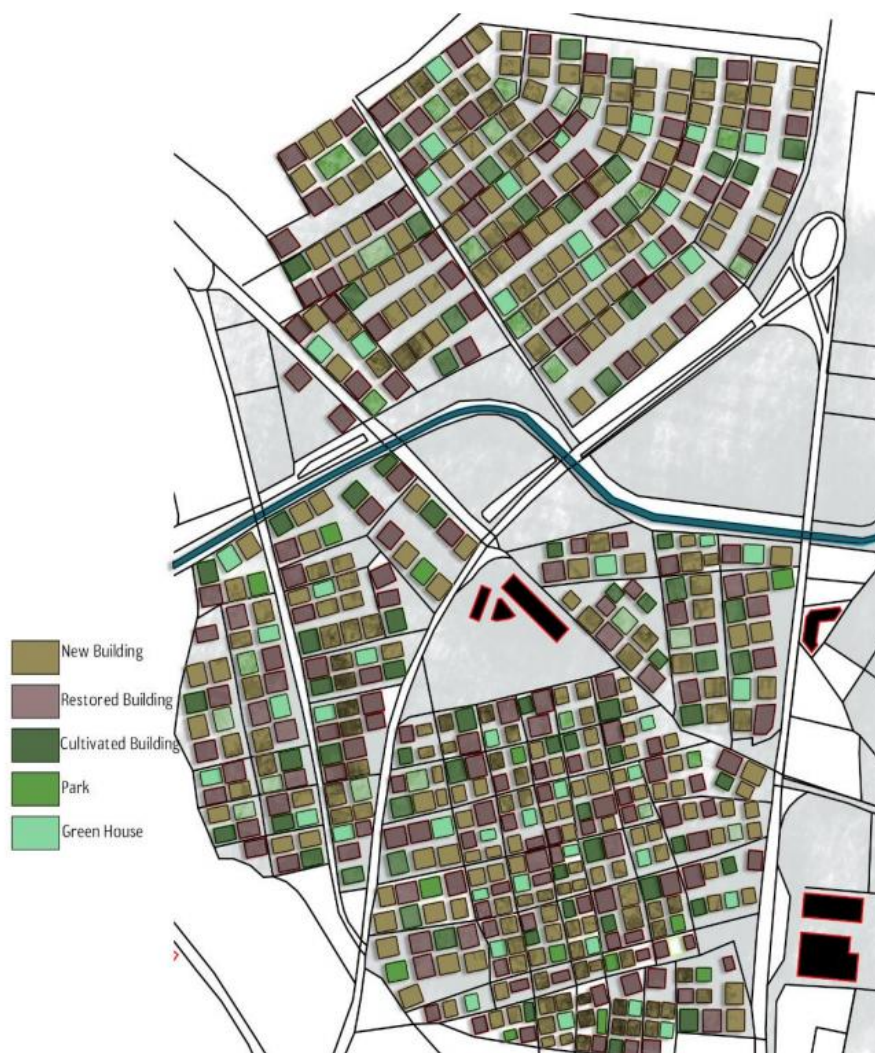 New Building
Restored Building
Cultivated Building
Park
Green House